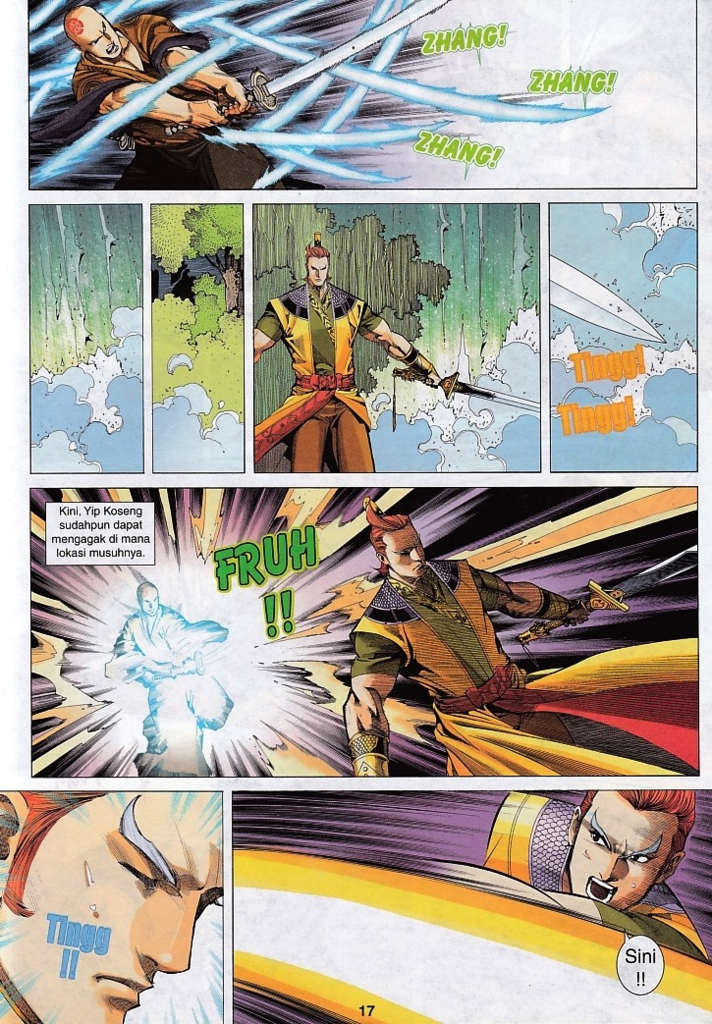 ZHANG!
ZHANG!
ZHANG!
Tingg!
Tingg!
Kini, Yip Koseng
sudahpun dapat
mengagak di mana
lokasi musuhnya.
FRUH
!!
Tingg
!!
Sini
!!
17